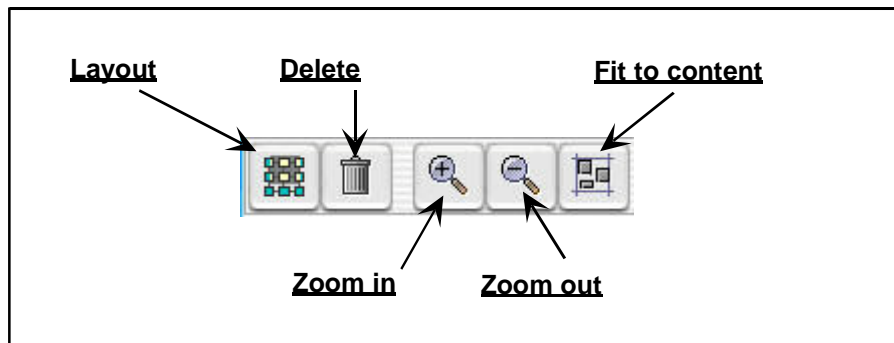 Layout
Delete
Fit to content
Zoom in
Zoom out